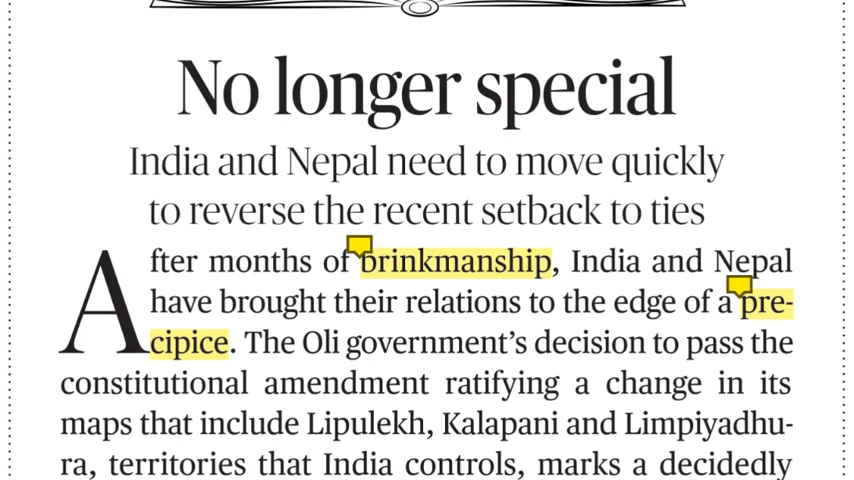 No longer special
India and Nepal need to move quickly
to reverse the recent setback to ties
After months of brinkmanship, India and Nepal
have brought their relations to the edge of a pre-
cipice. The Oli government’s decision to pass the
constitutional amendment ratifying a change in its
maps that include Lipulekh, Kalapani and Limpiyadhu-
ra, territories that India controls, marks a decidedly